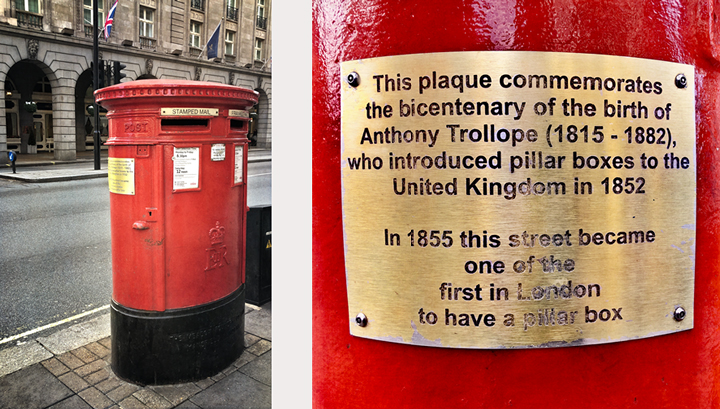 STAMPED MAIL
POST
E R
This plaque commemorates
the bicentenary of the birth of
Anthony Trollope (1815 - 1882),
who introduced pillar boxes to the
United Kingdom in 1852
In 1855 this street became
one of the
first in London
to have a pillar box